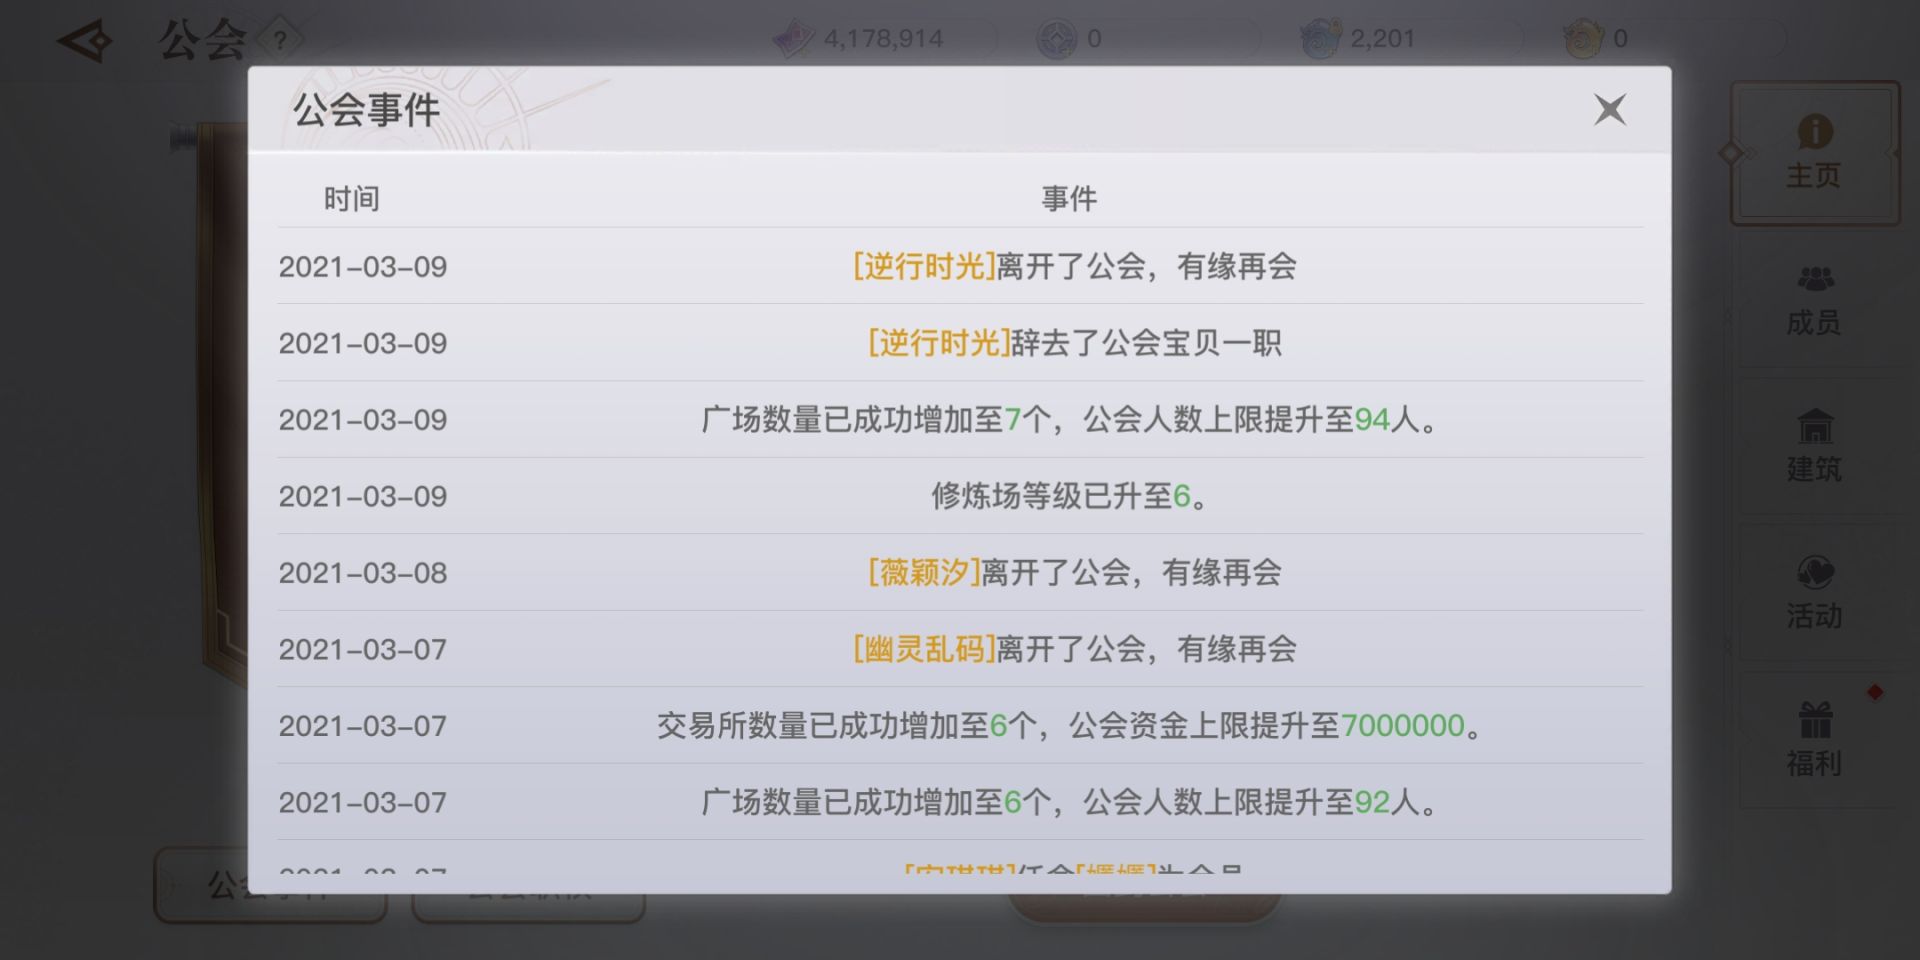 公会 ?
4,178,914 0 2,201 0
公会事件
时间 事件
2021-03-09 [逆行时光]离开了公会，有缘再会
2021-03-09 [逆行时光]辞去了公会宝贝一职
2021-03-09 广场数量已成功增加至7个，公会人数上限提升至94人。
2021-03-09 修炼场等级已升至6。
2021-03-08 [薇颖汐]离开了公会，有缘再会
2021-03-07 [幽灵乱码]离开了公会，有缘再会
2021-03-07 交易所数量已成功增加至6个，公会资金上限提升至7000000。
2021-03-07 广场数量已成功增加至6个，公会人数上限提升至92人。
2021-03-07
主页
成员
建筑
活动
福利